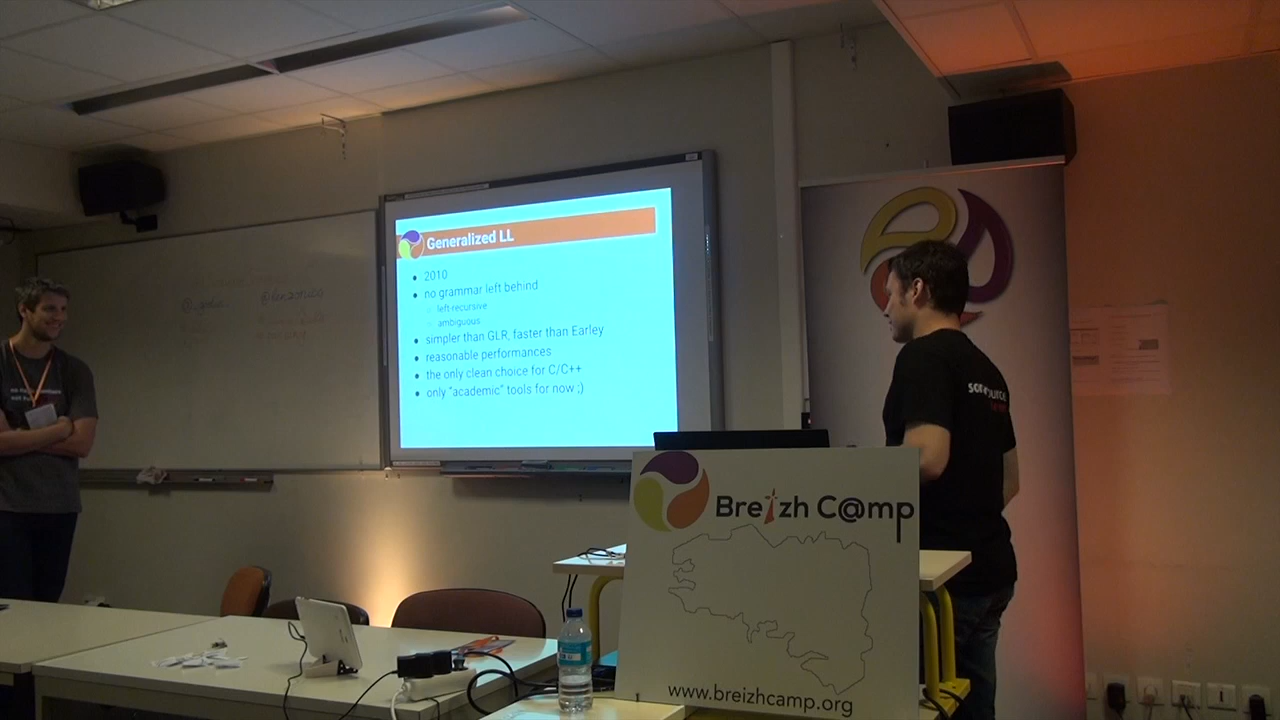 Generalized LL
2010
no grammar left behind
left-recursive
ambiguous
simpler than GLR, faster than Earley
reasonable performances
the only clean choice for C/C++
only “academic” tools for now ;)
Breizh C@mp
www.breizhcamp.org